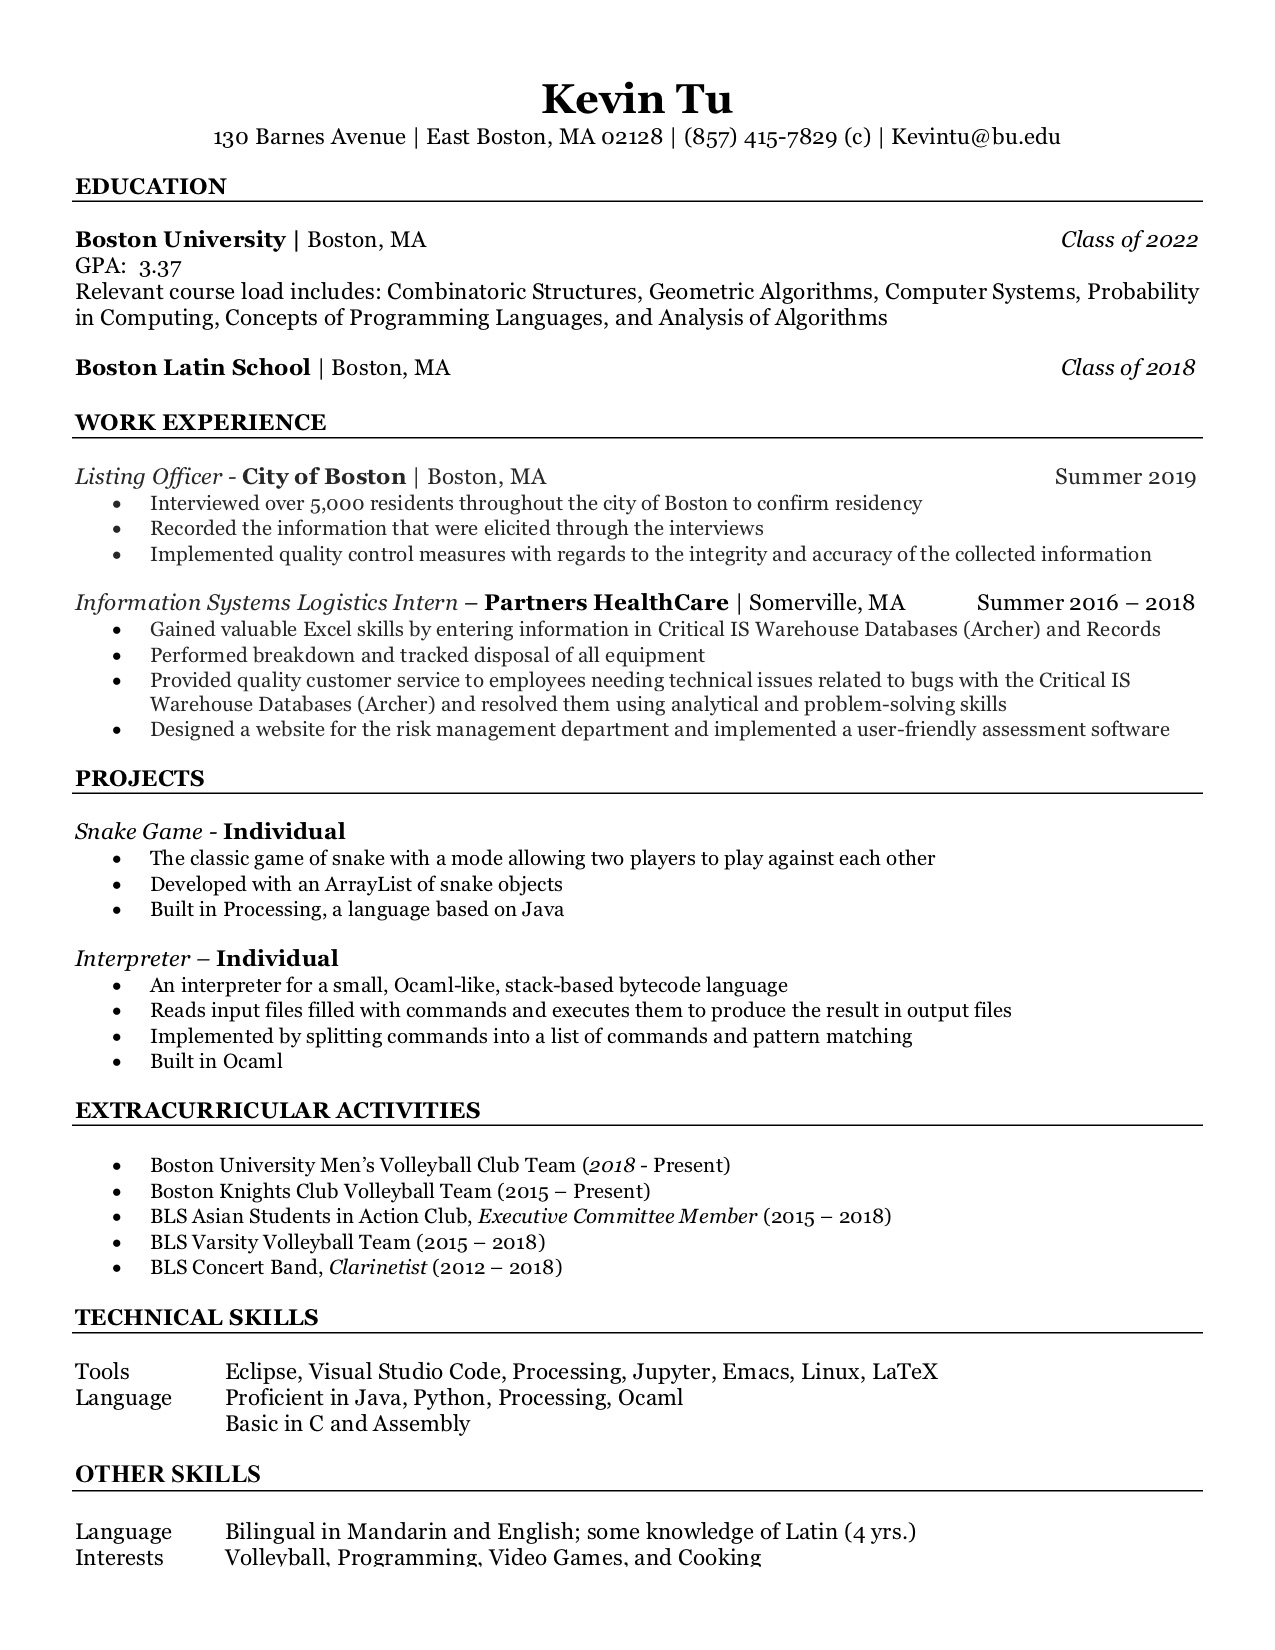 Kevin Tu
130 Barnes Avenue | East Boston, MA 02128 | (857) 415-7829 (c) | Kevintu@bu.edu
EDUCATION
Boston University | Boston, MA Class of 2022
GPA: 3.37
Relevant course load includes: Combinatoric Structures, Geometric Algorithms, Computer Systems, Probability
in Computing, Concepts of Programming Languages, and Analysis of Algorithms
Boston Latin School | Boston, MA Class of 2018
WORK EXPERIENCE
Listing Officer - City of Boston | Boston, MA Summer 2019
• Interviewed over 5,000 residents throughout the city of Boston to confirm residency
• Recorded the information that were elicited through the interviews
• Implemented quality control measures with regards to the integrity and accuracy of the collected information
Information Systems Logistics Intern – Partners HealthCare | Somerville, MA Summer 2016 – 2018
• Gained valuable Excel skills by entering information in Critical IS Warehouse Databases (Archer) and Records
• Performed breakdown and tracked disposal of all equipment
• Provided quality customer service to employees needing technical issues related to bugs with the Critical IS
Warehouse Databases (Archer) and resolved them using analytical and problem-solving skills
• Designed a website for the risk management department and implemented a user-friendly assessment software
PROJECTS
Snake Game - Individual
• The classic game of snake with a mode allowing two players to play against each other
• Developed with an ArrayList of snake objects
• Built in Processing, a language based on Java
Interpreter – Individual
• An interpreter for a small, Ocaml-like, stack-based bytecode language
• Reads input files filled with commands and executes them to produce the result in output files
• Implemented by splitting commands into a list of commands and pattern matching
• Built in Ocaml
EXTRACURRICULAR ACTIVITIES
• Boston University Men’s Volleyball Club Team (2018 - Present)
• Boston Knights Club Volleyball Team (2015 – Present)
• BLS Asian Students in Action Club, Executive Committee Member (2015 – 2018)
• BLS Varsity Volleyball Team (2015 – 2018)
• BLS Concert Band, Clarinetist (2012 – 2018)
TECHNICAL SKILLS
Tools Eclipse, Visual Studio Code, Processing, Jupyter, Emacs, Linux, LaTeX
Language Proficient in Java, Python, Processing, Ocaml
Basic in C and Assembly
OTHER SKILLS
Language Bilingual in Mandarin and English; some knowledge of Latin (4 yrs.)
Interests Volleyball, Programming, Video Games, and Cooking